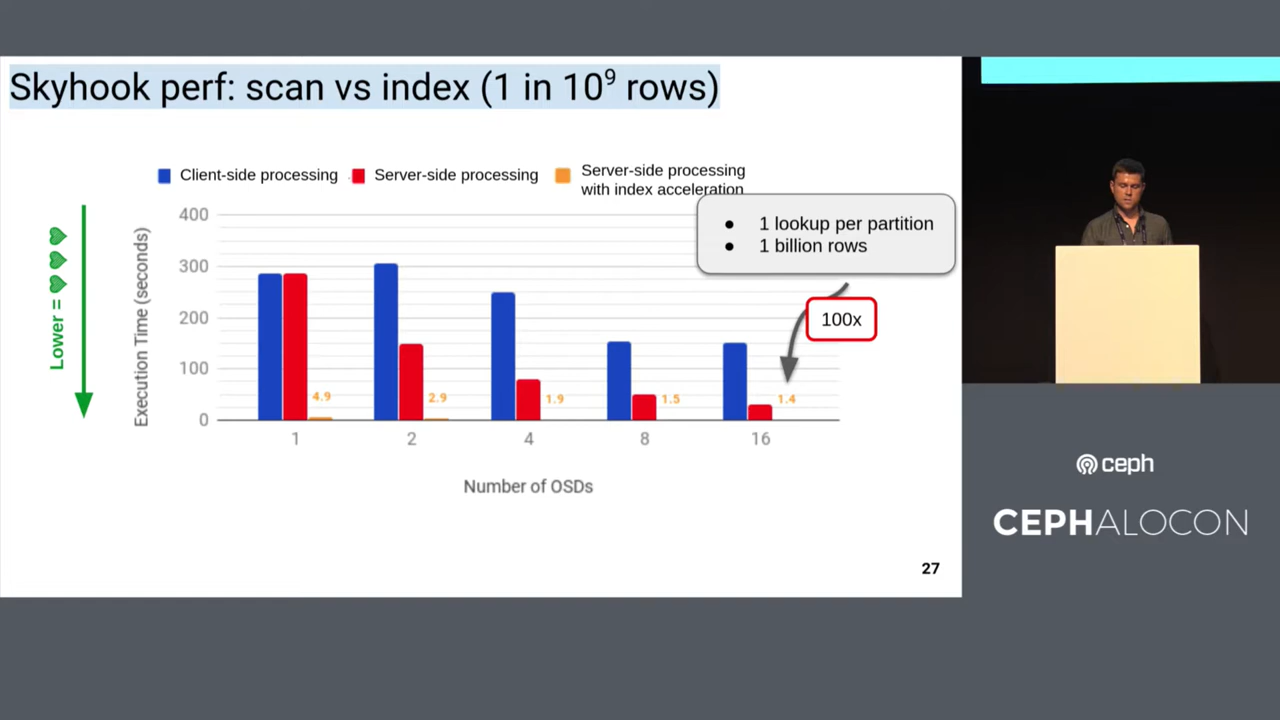 Skyhook perf: scan vs index (1 in 10⁹ rows)
Client-side processing
Server-side processing
Server-side processing
with index acceleration
● 1 lookup per partition
● 1 billion rows
100x
Lower = 💚💚💚
Execution Time (seconds)
400
300
200
100
0
4.9
2.9
1.9
1.5
1.4
1
2
4
8
16
Number of OSDs
27
ceph
CEPHALOCON